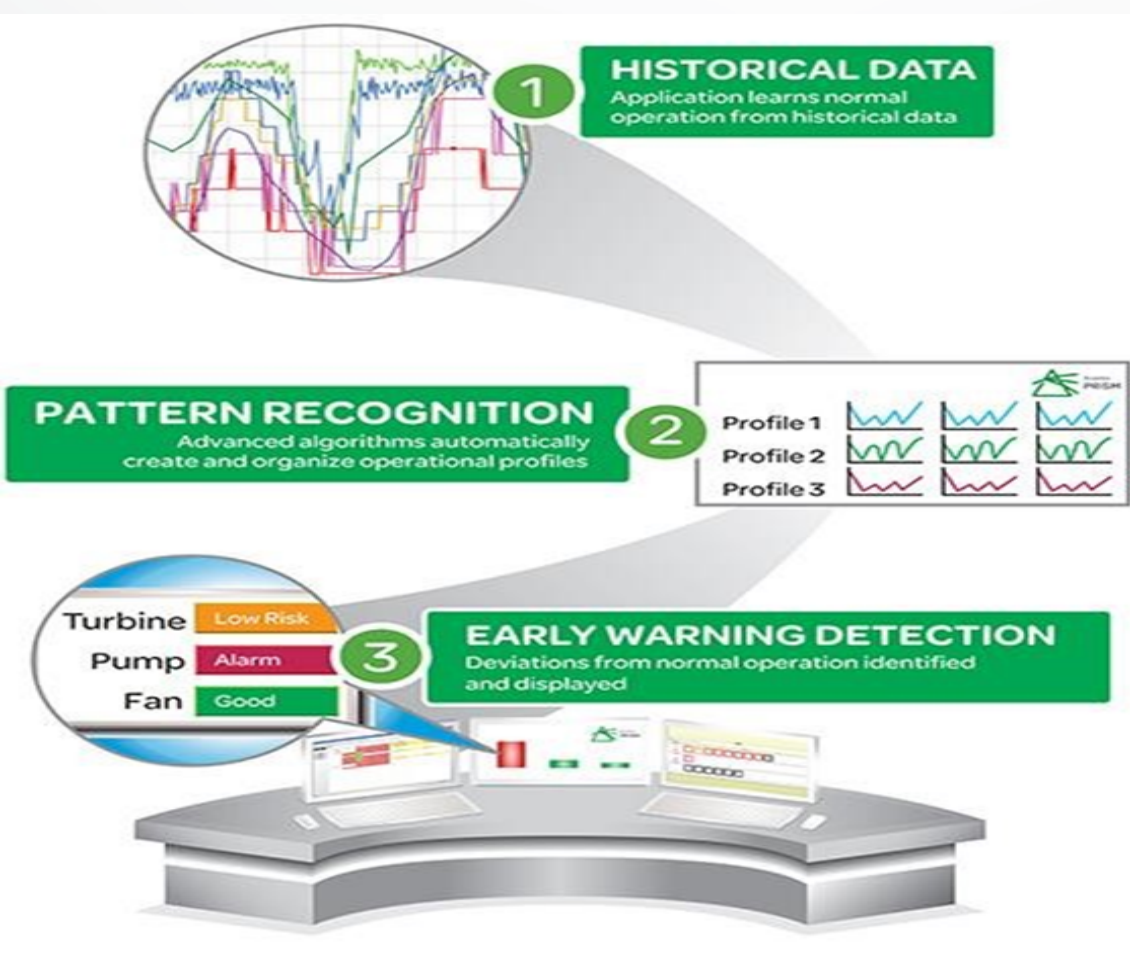 1
HISTORICAL DATA
Application learns normal
operation from historical data
PATTERN RECOGNITION
Advanced algorithms automatically
create and organize operational profiles
2
PRISM
Profile 1
Profile 2
Profile 3
Turbine Low Risk
Pump Alarm
Fan Good
3
EARLY WARNING DETECTION
Deviations from normal operation identified
and displayed